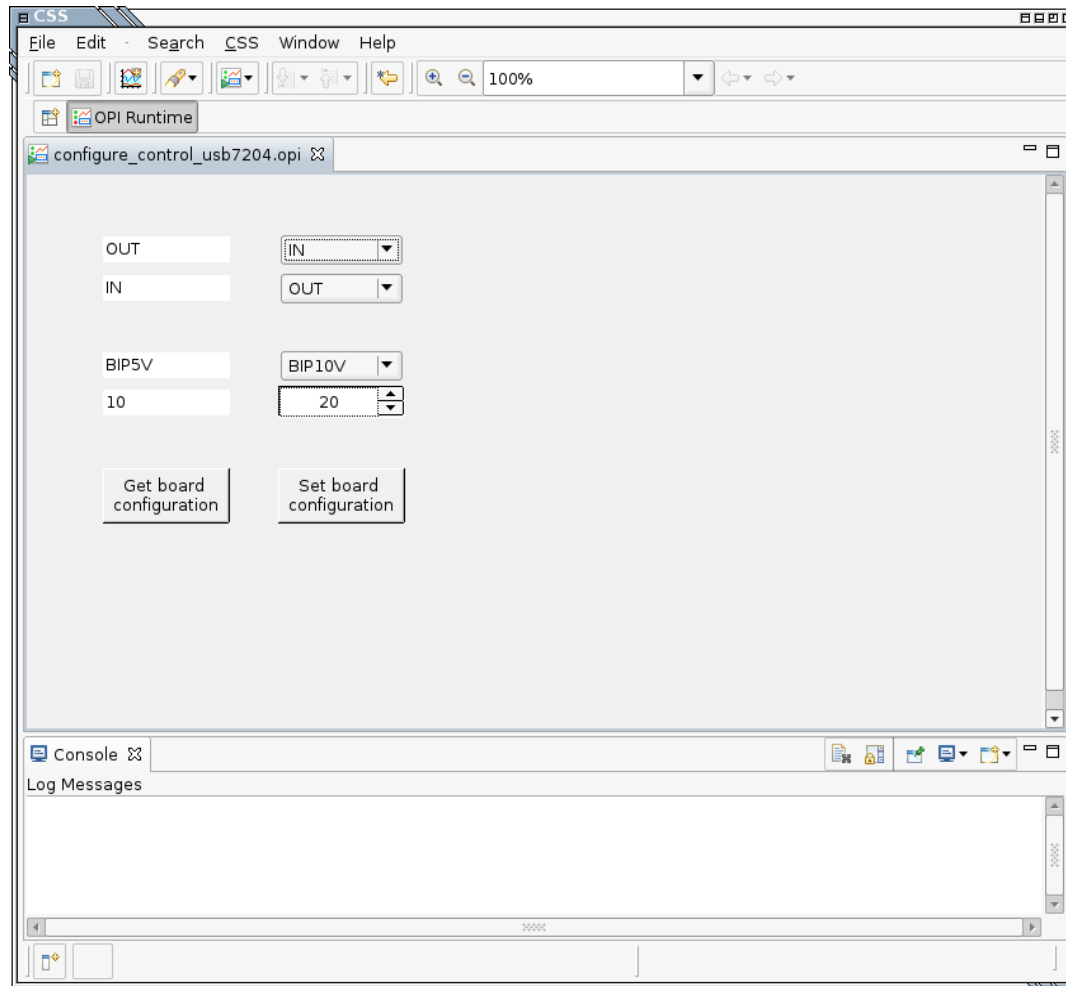 CSS
File Edit · Search CSS Window Help
100%
OPI Runtime
configure_control_usb7204.opi
OUT IN
IN OUT
BIP5V BIP10V
10 20
Get board Set board
configuration configuration
Console
Log Messages